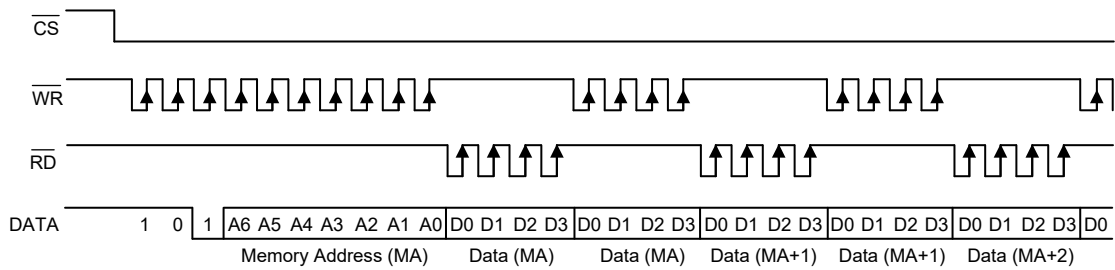 CS
WR
RD
DATA 1 0 1 A6 A5 A4 A3 A2 A1 A0 D0 D1 D2 D3 D0 D1 D2 D3 D0 D1 D2 D3 D0 D1 D2 D3 D0 D1 D2 D3 D0
Memory Address (MA) Data (MA) Data (MA) Data (MA+1) Data (MA+1) Data (MA+2)